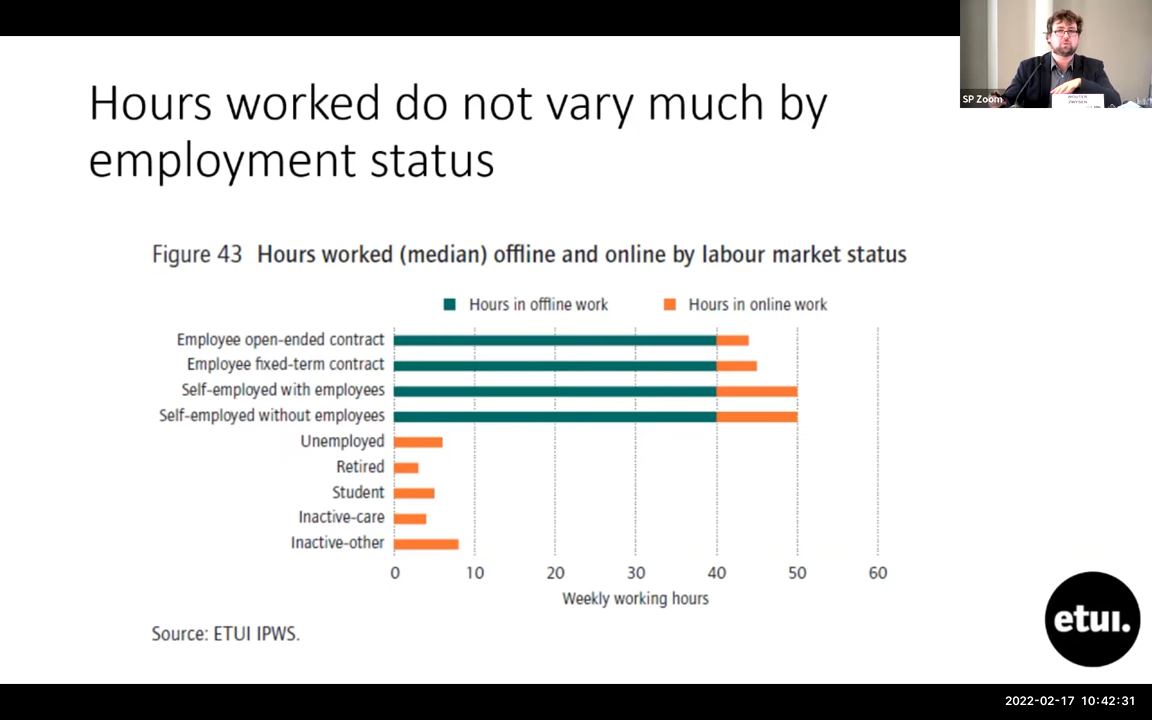 SP Zoom
WOUTER
ZWYSEN
Hours worked do not vary much by
employment status
Figure 43 Hours worked (median) offline and online by labour market status
Hours in offline work
Hours in online work
Employee open-ended contract
Employee fixed-term contract
Self-employed with employees
Self-employed without employees
Unemployed
Retired
Student
Inactive-care
Inactive-other
0 10 20 30 40 50 60
Weekly working hours
Source: ETUI IPWS.
etui.
2022-02-17 10:42:31